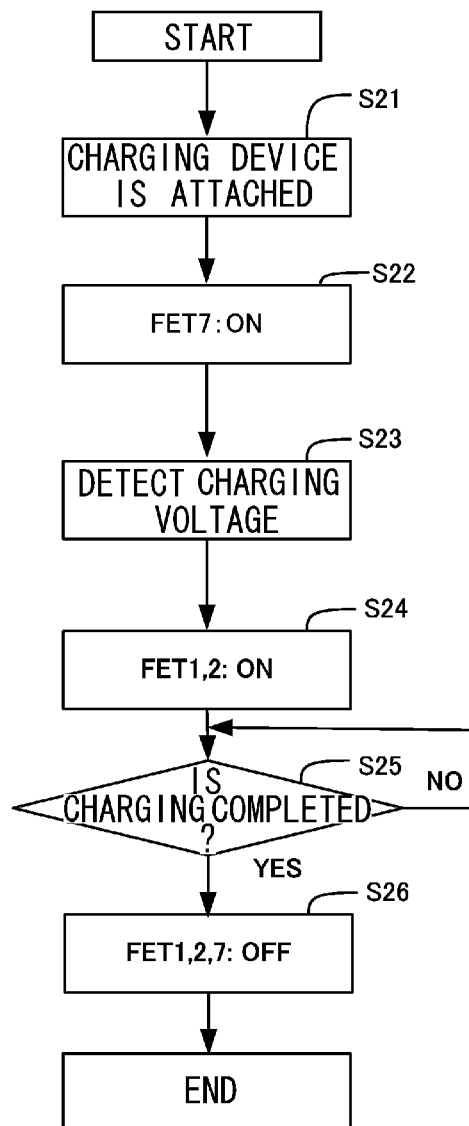 START
S21
CHARGING DEVICE
IS ATTACHED
S22
FET7: ON
S23
DETECT CHARGING
VOLTAGE
S24
FET1,2: ON
S25
IS
CHARGING COMPLETED
?
NO
YES
S26
FET1,2,7: OFF
END